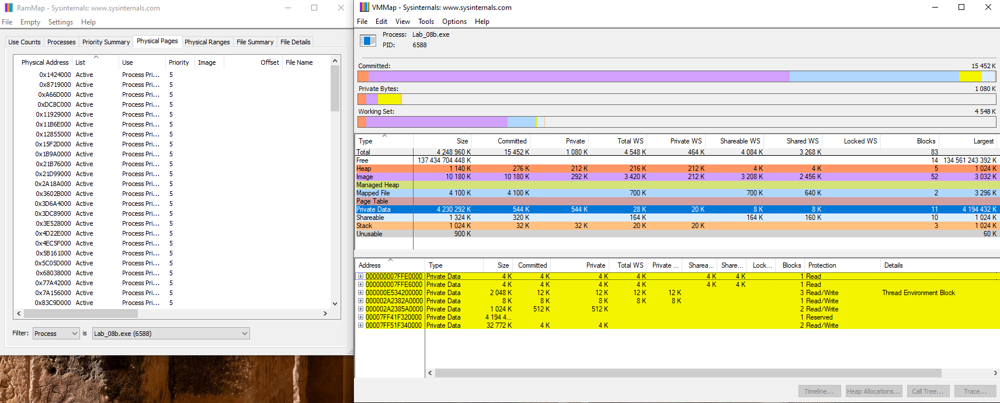 RamMap - Sysinternals: www.sysinternals.com
File Empty Settings Help
Use Counts Processes Priority Summary Physical Pages Physical Ranges File Summary File Details
Physical Address List Use Priority Image Offset File Name
0x1424000 Active Process Pri... 5
0x8719000 Active Process Pri... 5
0xA66D000 Active Process Pri... 5
0xDC8C000 Active Process Pri... 5
0x11929000 Active Process Pri... 5
0x11B6E000 Active Process Pri... 5
0x12855000 Active Process Pri... 5
0x15F2D000 Active Process Pri... 5
0x1B9A0000 Active Process Pri... 5
0x21B76000 Active Process Pri... 5
0x21D99000 Active Process Pri... 5
0x2A18A000 Active Process Pri... 5
0x3602B000 Active Process Pri... 5
0x3D6A4000 Active Process Pri... 5
0x3DC89000 Active Process Pri... 5
0x3E528000 Active Process Pri... 5
0x4D22E000 Active Process Pri... 5
0x4EC5F000 Active Process Pri... 5
0x5B161000 Active Process Pri... 5
0x5C05D000 Active Process Pri... 5
0x68038000 Active Process Pri... 5
0x77A42000 Active Process Pri... 5
0x7A156000 Active Process Pri... 5
0x83C9D000 Active Process Pri... 5
Filter: Process is Lab_08b.exe (6588)
VMMap - Sysinternals: www.sysinternals.com
File Edit View Tools Options Help
Process: Lab_08b.exe
PID: 6588
Committed: 15 452 K
Private Bytes: 1 080 K
Working Set: 4 548 K
Type Size Committed Private Total WS Private WS Shareable WS Shared WS Locked WS Blocks Largest
Total 4 248 960 K 15 452 K 1 080 K 4 548 K 464 K 4 084 K 3 268 K 83
Free 137 434 704 448 K 14 134 561 243 392 K
Heap 1 140 K 276 K 212 K 216 K 212 K 4 K 4 K 5 1 024 K
Image 10 180 K 10 180 K 292 K 3 420 K 212 K 3 208 K 2 456 K 52 3 032 K
Managed Heap
Mapped File 4 100 K 4 100 K 700 K 700 K 640 K 2 3 296 K
Page Table
Private Data 4 230 292 K 544 K 544 K 28 K 20 K 8 K 8 K 11 4 194 432 K
Shareable 1 324 K 320 K 164 K 164 K 160 K 10 1 024 K
Stack 1 024 K 32 K 32 K 20 K 20 K 3 1 024 K
Unusable 900 K 60 K
Address Type Size Committed Private Total WS Private ... Sharea... Share... Lock... Blocks Protection Details
000000007FFE0000 Private Data 4 K 4 K 4 K 4 K 4 K 4 K 1 Read
000000007FFE6000 Private Data 4 K 4 K 4 K 4 K 4 K 4 K 1 Read
000000E534200000 Private Data 2 048 K 12 K 12 K 12 K 12 K 3 Read/Write Thread Environment Block
000002A2382A0000 Private Data 8 K 8 K 8 K 8 K 8 K 1 Read/Write
000002A2385A0000 Private Data 1 024 K 512 K 512 K 2 Read/Write
00007FF41F320000 Private Data 4 194 4... 1 Reserved
00007FF51F340000 Private Data 32 772 K 4 K 4 K 2 Read/Write
Timeline... Heap Allocations... Call Tree... Trace...